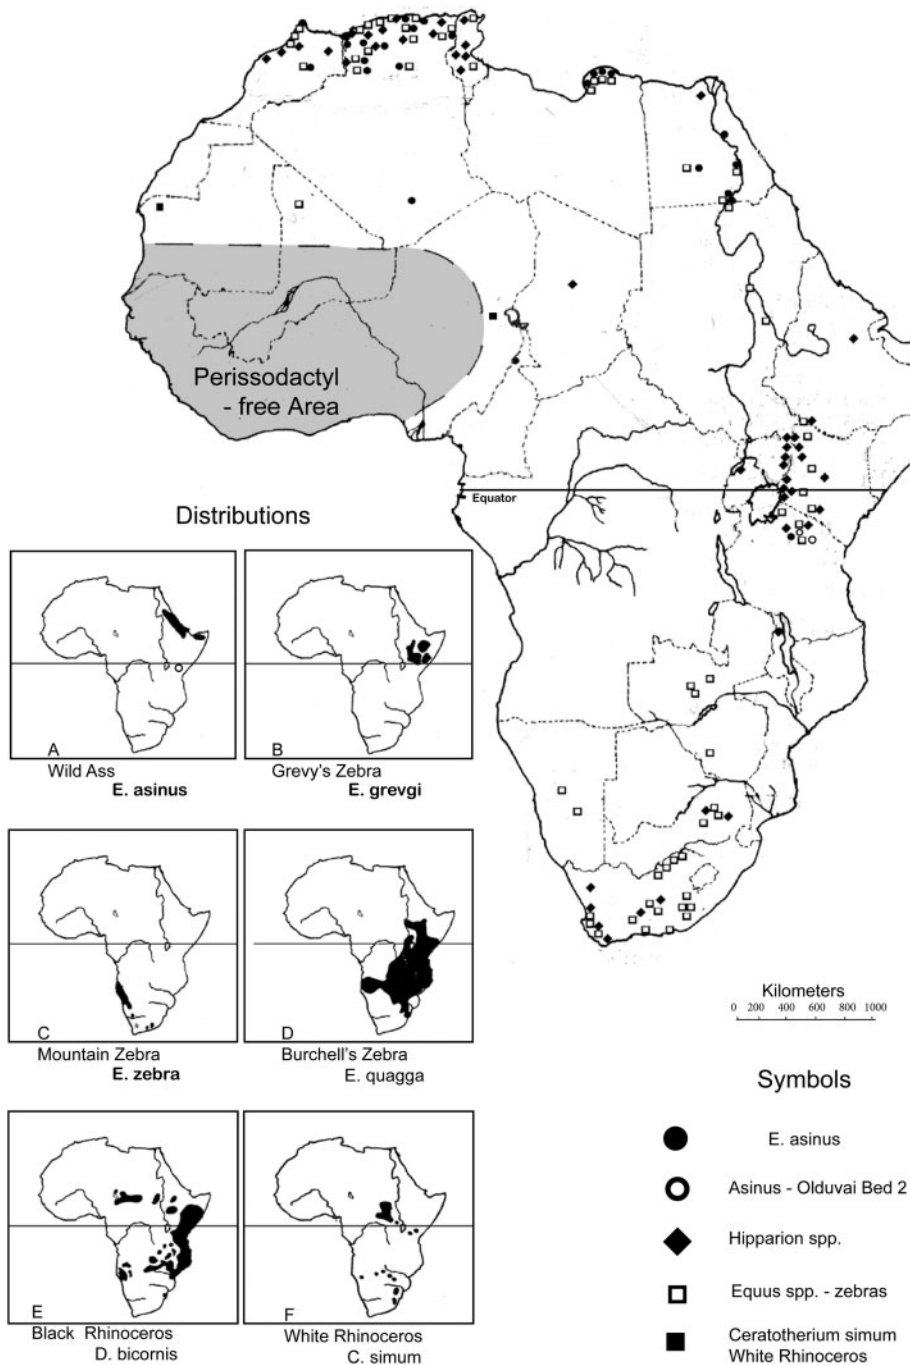 Perissodactyl
- free Area
Equator
Distributions
A
Wild Ass
E. asinus
B
Grevy's Zebra
E. grevgi
C
Mountain Zebra
E. zebra
D
Burchell's Zebra
E. quagga
E
Black Rhinoceros
D. bicornis
F
White Rhinoceros
C. simum
Kilometers
0 200 400 600 800 1000
Symbols
E. asinus
Asinus - Olduvai Bed 2
Hipparion spp.
Equus spp. - zebras
Ceratotherium simum
White Rhinoceros